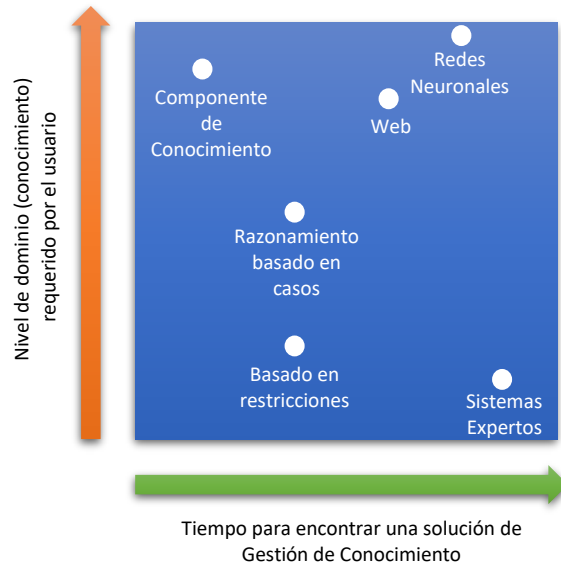 Nivel de dominio (conocimiento)
requerido por el usuario
Redes
Neuronales
Componente
de
Conocimiento
Web
Razonamiento
basado en
casos
Basado en
restricciones
Sistemas
Expertos
Tiempo para encontrar una solución de
Gestión de Conocimiento